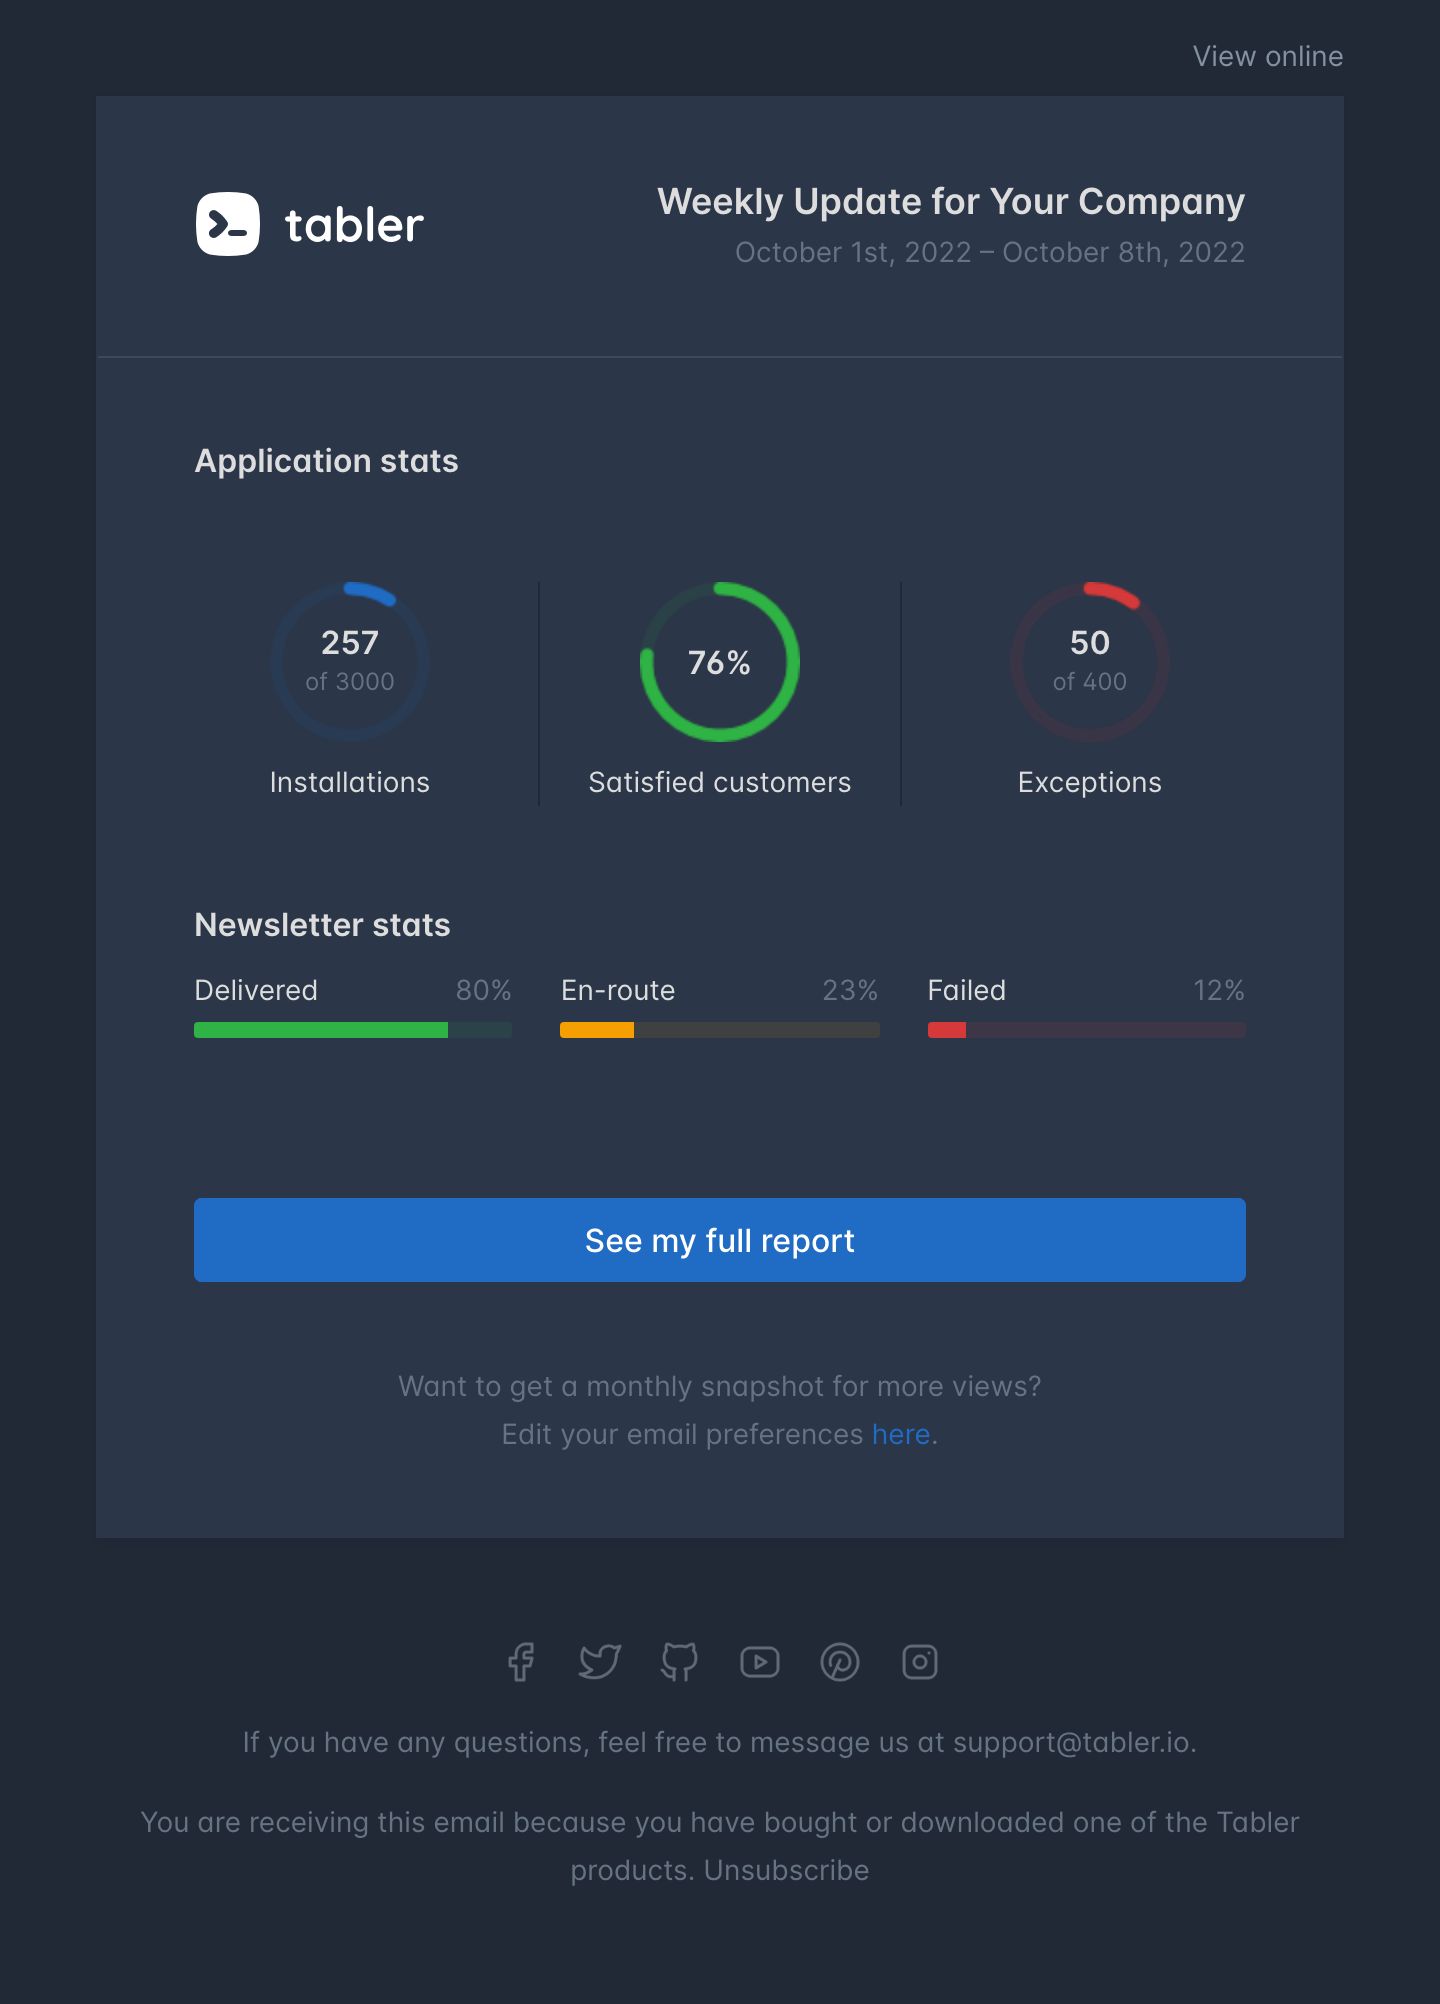 View online
tabler
Weekly Update for Your Company
October 1st, 2022 – October 8th, 2022
Application stats
257
of 3000
Installations
76%
Satisfied customers
50
of 400
Exceptions
Newsletter stats
Delivered 80%
En-route 23%
Failed 12%
See my full report
Want to get a monthly snapshot for more views?
Edit your email preferences here.
If you have any questions, feel free to message us at support@tabler.io.
You are receiving this email because you have bought or downloaded one of the Tabler
products. Unsubscribe